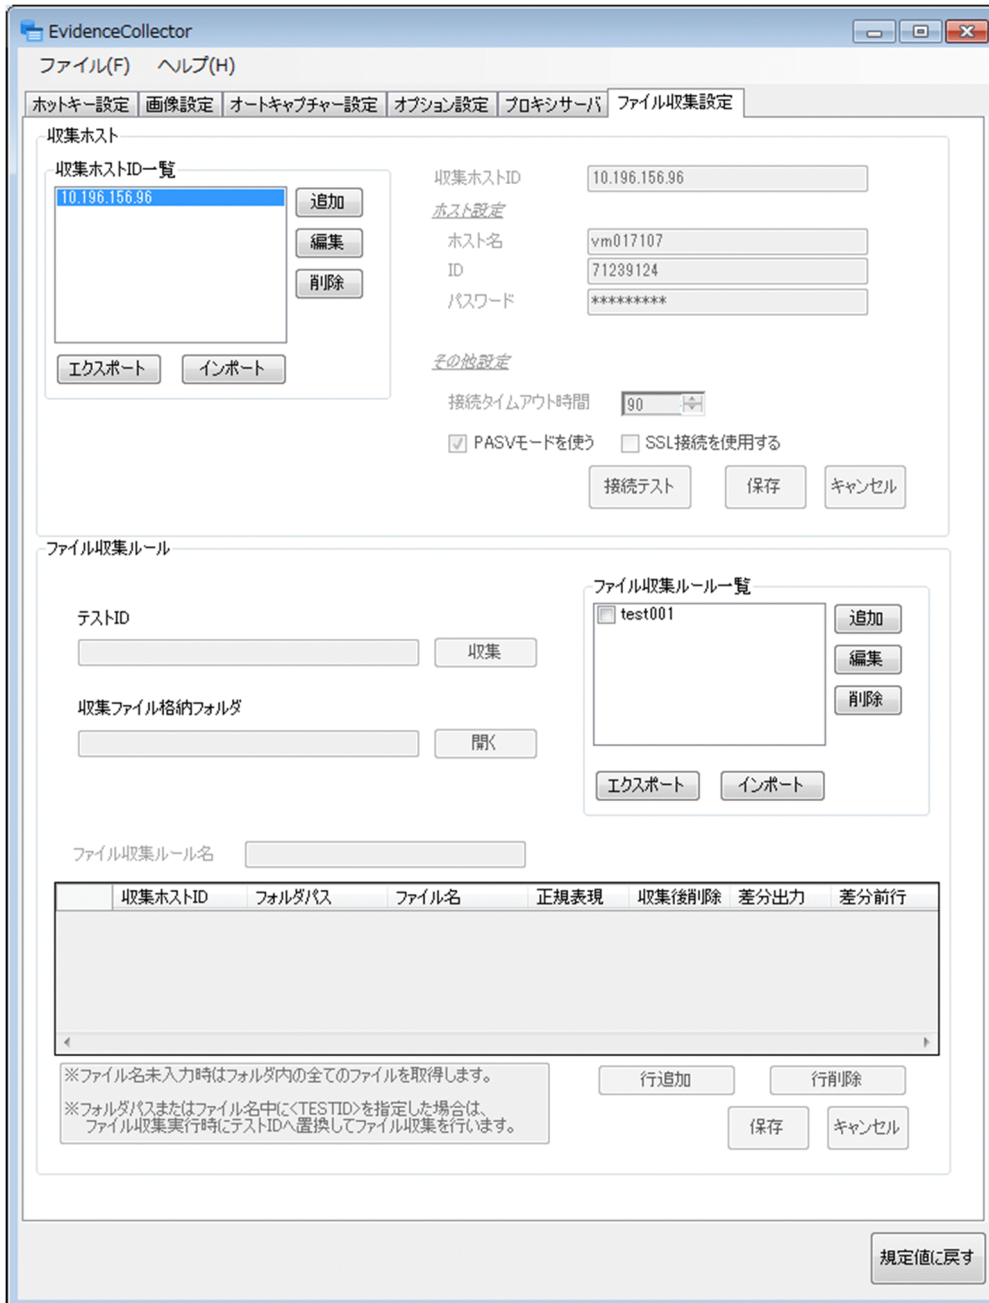 EvidenceCollector
ファイル(F) ヘルプ(H)
ホットキー設定 画像設定 オートキャプチャー設定 オプション設定 プロキシサーバ ファイル収集設定
収集ホスト
収集ホストID一覧
10.196.156.96
追加
編集
削除
エクスポート インポート
収集ホストID 10.196.156.96
ホスト設定
ホスト名 vm017107
ID 71239124
パスワード *********
その他設定
接続タイムアウト時間 90
PASVモードを使う SSL接続を使用する
接続テスト 保存 キャンセル
ファイル収集ルール
テストID
収集
収集ファイル格納フォルダ
開く
ファイル収集ルール一覧
test001
追加
編集
削除
エクスポート インポート
ファイル収集ルール名
収集ホストID フォルダパス ファイル名 正規表現 収集後削除 差分出力 差分前行
※ファイル名未入力時はフォルダ内の全てのファイルを取得します。
※フォルダパスまたはファイル名中に<TESTID>を指定した場合は、
ファイル収集実行時にテストIDへ置換してファイル収集を行います。
行追加 行削除
保存 キャンセル
規定値に戻す